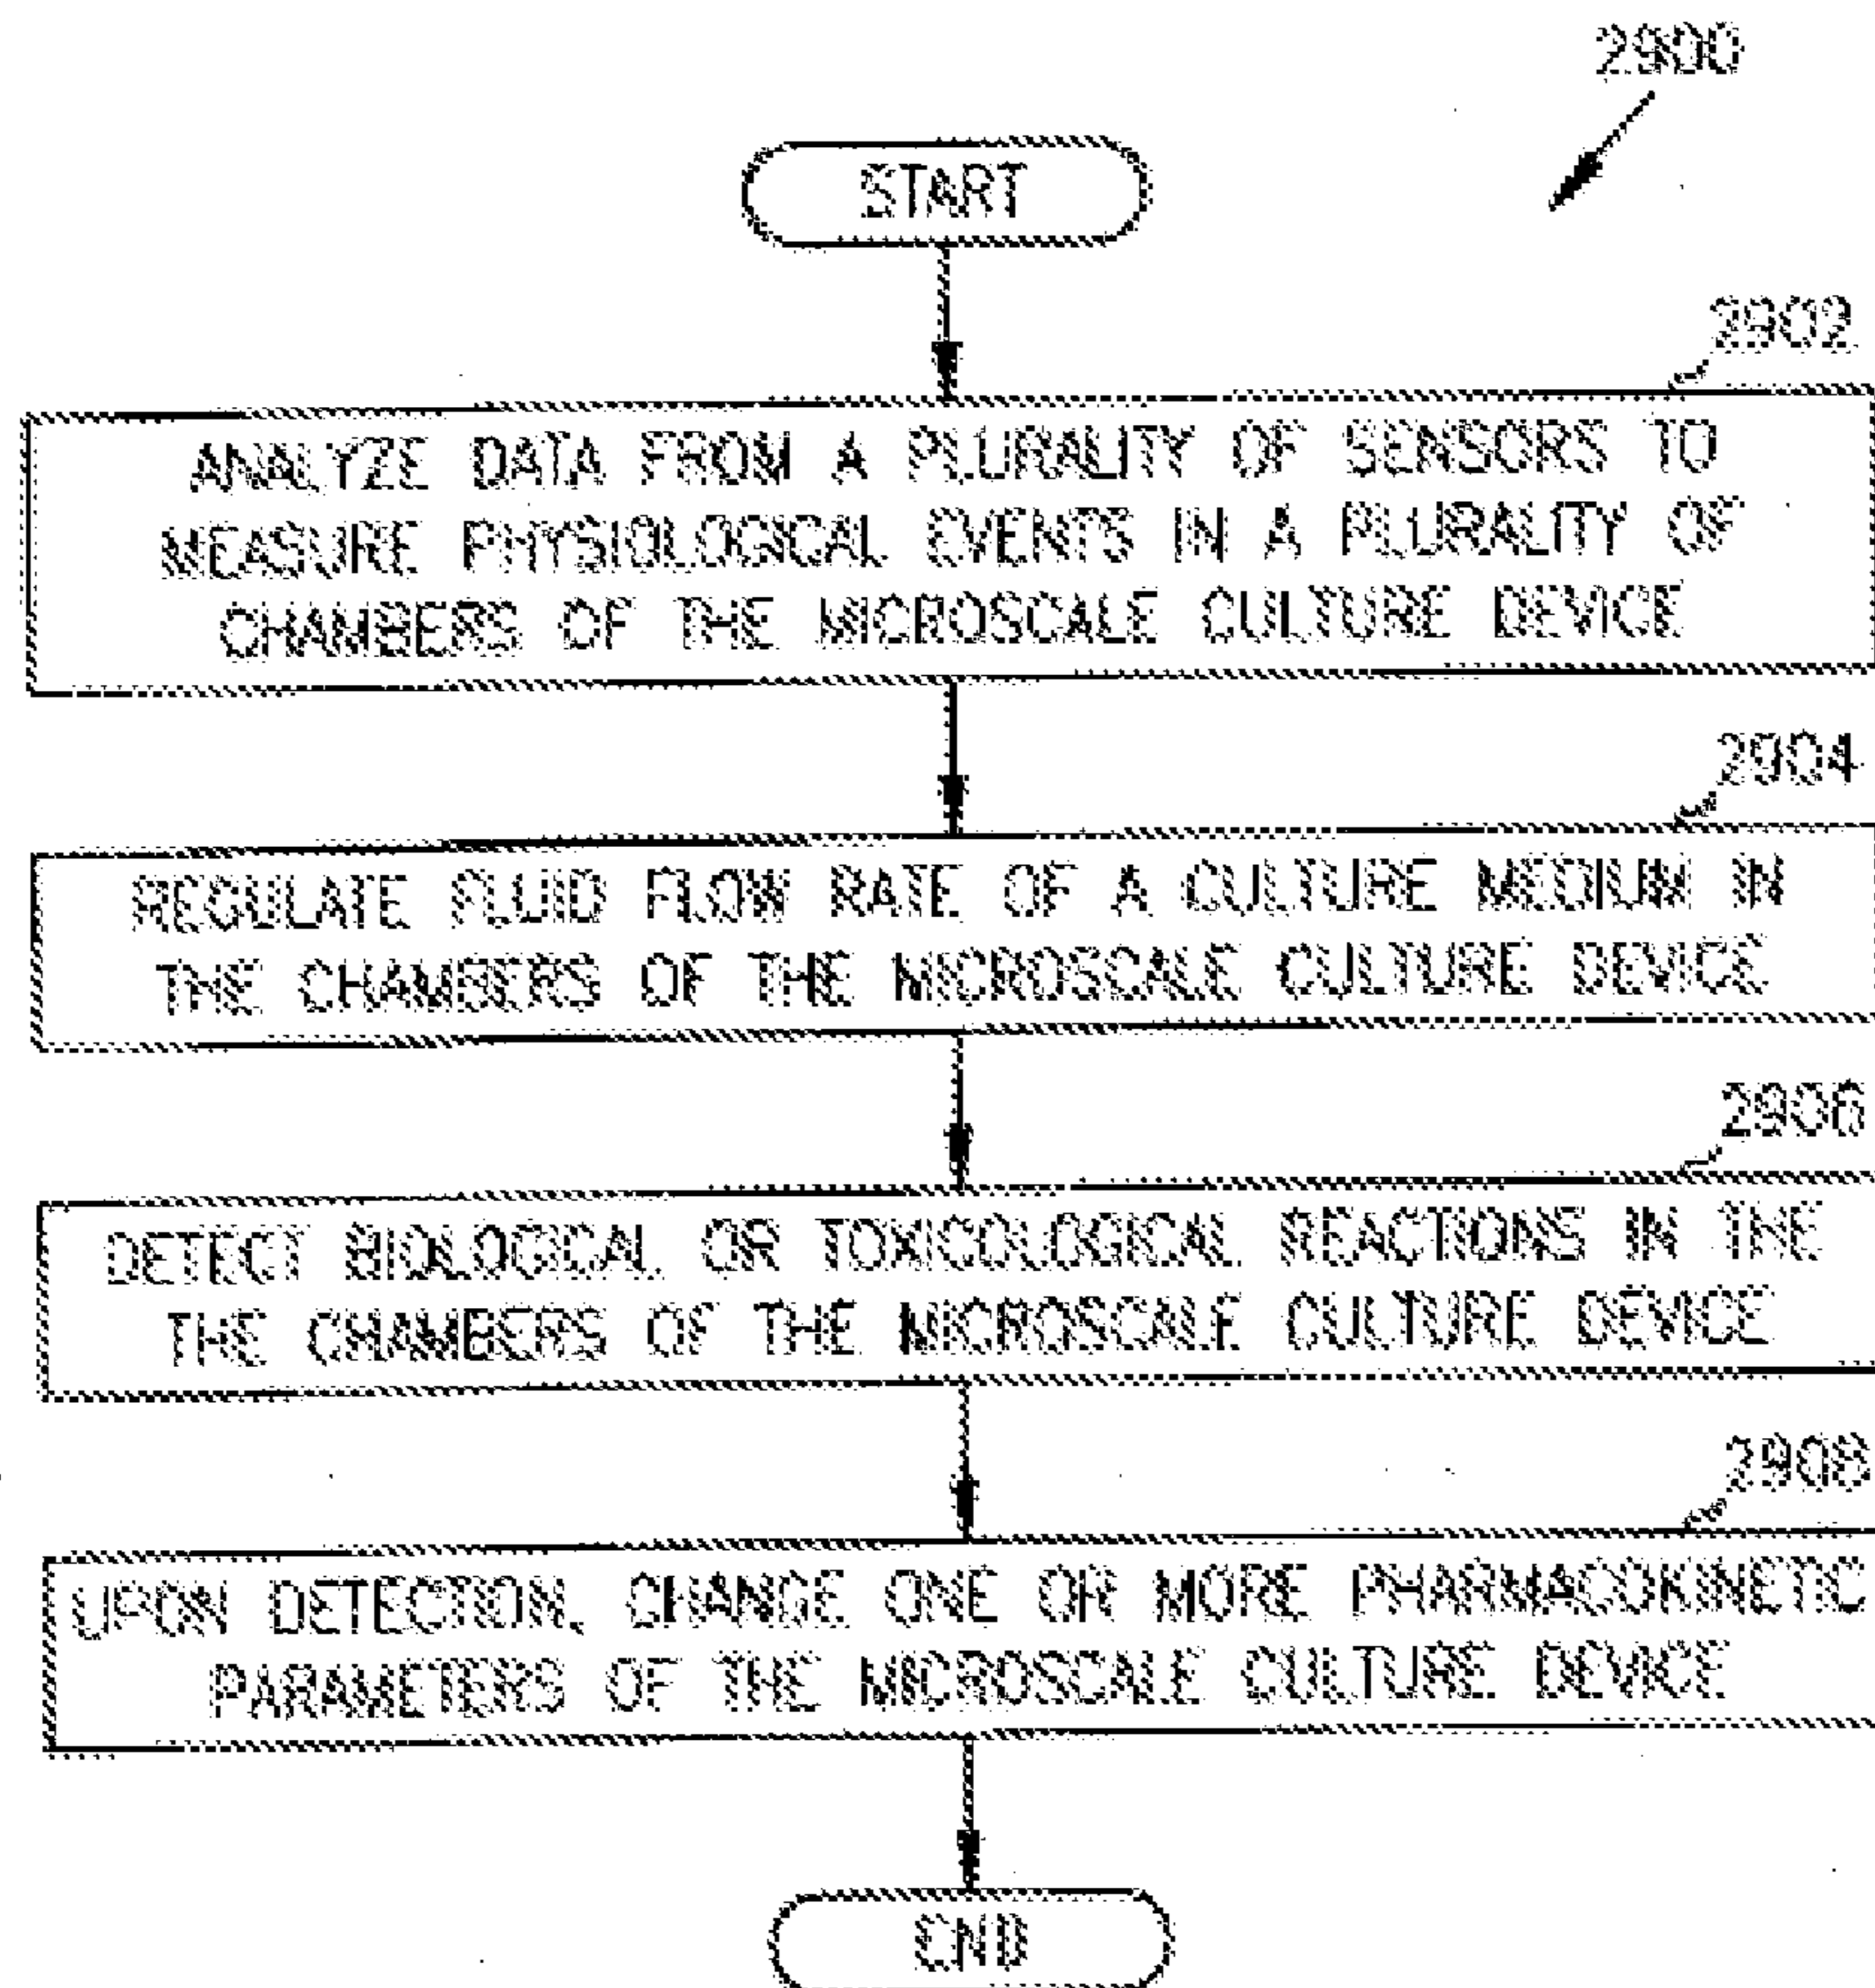 2900
START
2902
ANALYZE DATA FROM A PLURALITY OF SENSORS TO
MEASURE PHYSIOLOGICAL EVENTS IN A PLURALITY OF
CHAMBERS OF THE MICROSCALE CULTURE DEVICE
2904
REGULATE FLUID FLOW RATE OF A CULTURE MEDIUM IN
THE CHAMBERS OF THE MICROSCALE CULTURE DEVICE
2906
DETECT BIOLOGICAL OR TOXICOLOGICAL REACTIONS IN THE
THE CHAMBERS OF THE MICROSCALE CULTURE DEVICE
2908
UPON DETECTION, CHANGE ONE OR MORE PHARMACOKINETIC
PARAMETERS OF THE MICROSCALE CULTURE DEVICE
END